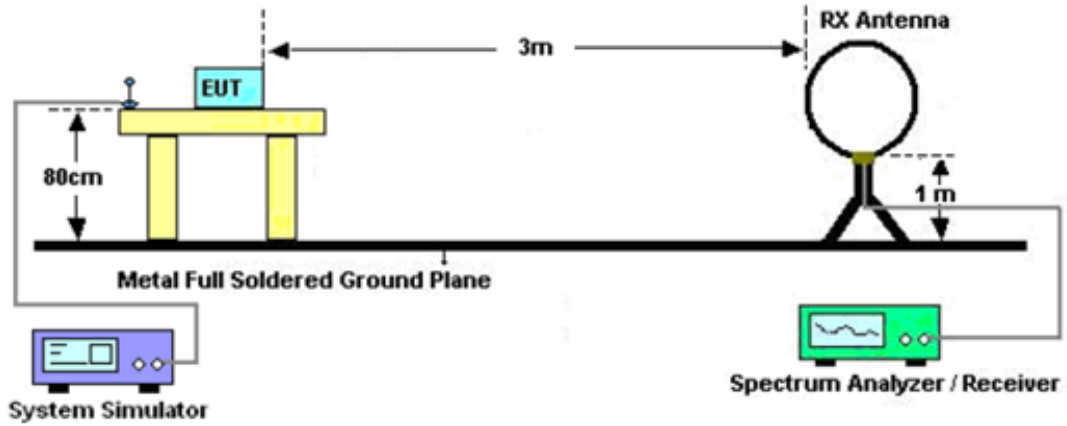 RX Antenna
3m
EUT
80cm
1 m
Metal Full Soldered Ground Plane
System Simulator
Spectrum Analyzer / Receiver